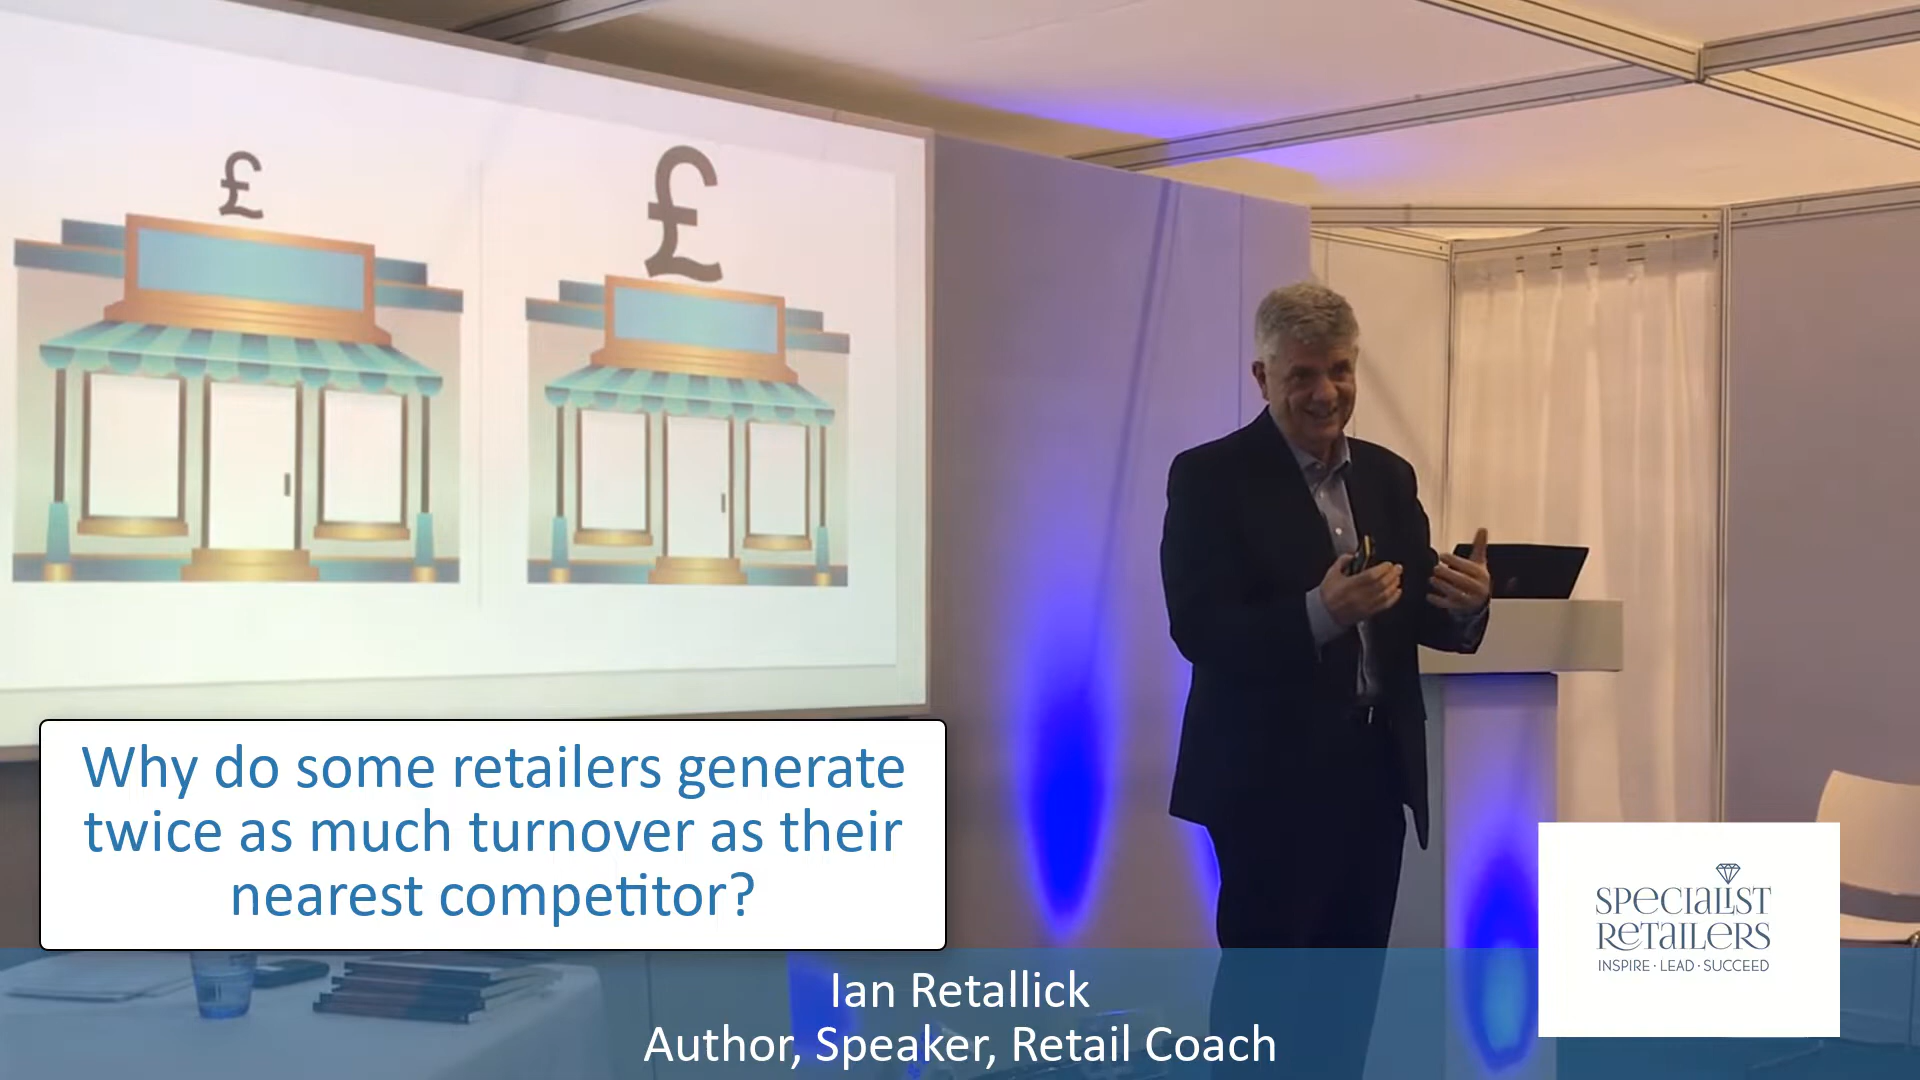 £
£
Why do some retailers generate
twice as much turnover as their
nearest competitor?
SPECIALIST
RETAILERS
INSPIRE · LEAD · SUCCEED
Ian Retallick
Author, Speaker, Retail Coach